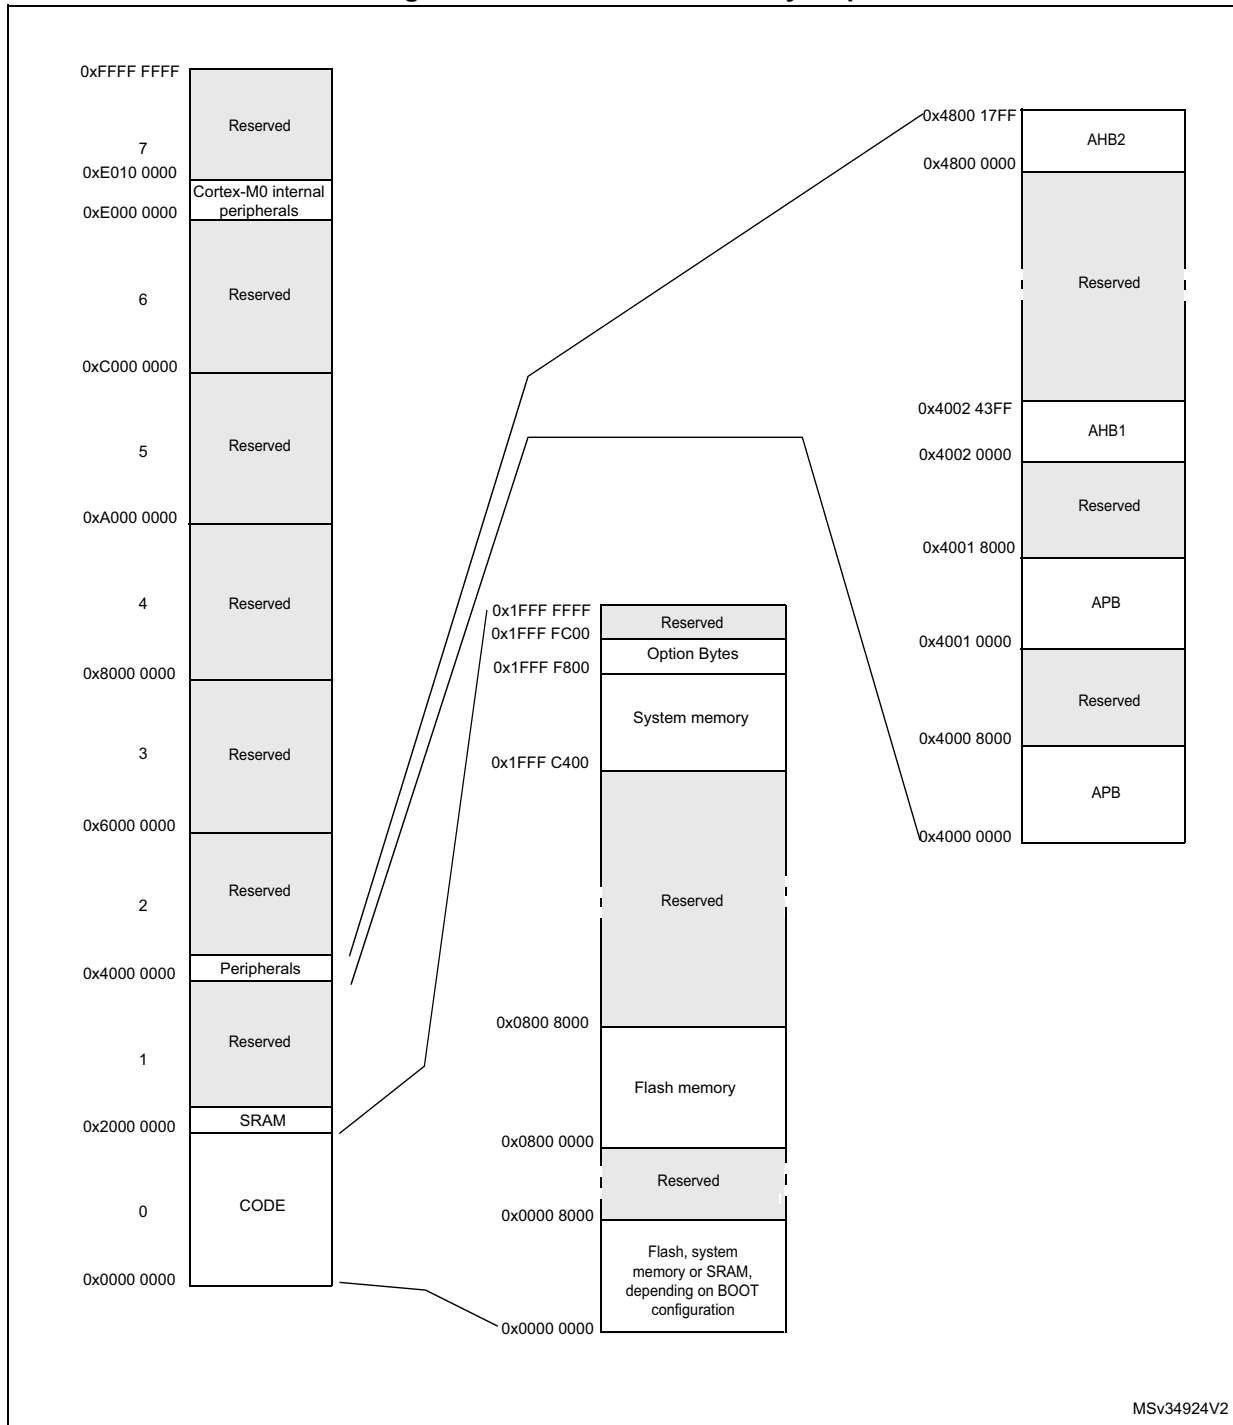 0xFFFF FFFF
Reserved
7
0xE010 0000
Cortex-M0 internal
peripherals
0xE000 0000
Reserved
6
0xC000 0000
Reserved
5
0xA000 0000
Reserved
4
0x8000 0000
Reserved
3
0x6000 0000
Reserved
2
Peripherals
0x4000 0000
Reserved
1
SRAM
0x2000 0000
CODE
0
0x0000 0000
0x1FFF FFFF
Reserved
0x1FFF FC00
Option Bytes
0x1FFF F800
System memory
0x1FFF C400
Reserved
0x0800 8000
Flash memory
0x0800 0000
Reserved
0x0000 8000
Flash, system
memory or SRAM,
depending on BOOT
configuration
0x0000 0000
0x4800 17FF
AHB2
0x4800 0000
Reserved
0x4002 43FF
AHB1
0x4002 0000
Reserved
0x4001 8000
APB
0x4001 0000
Reserved
0x4000 8000
APB
0x4000 0000
MSv34924V2